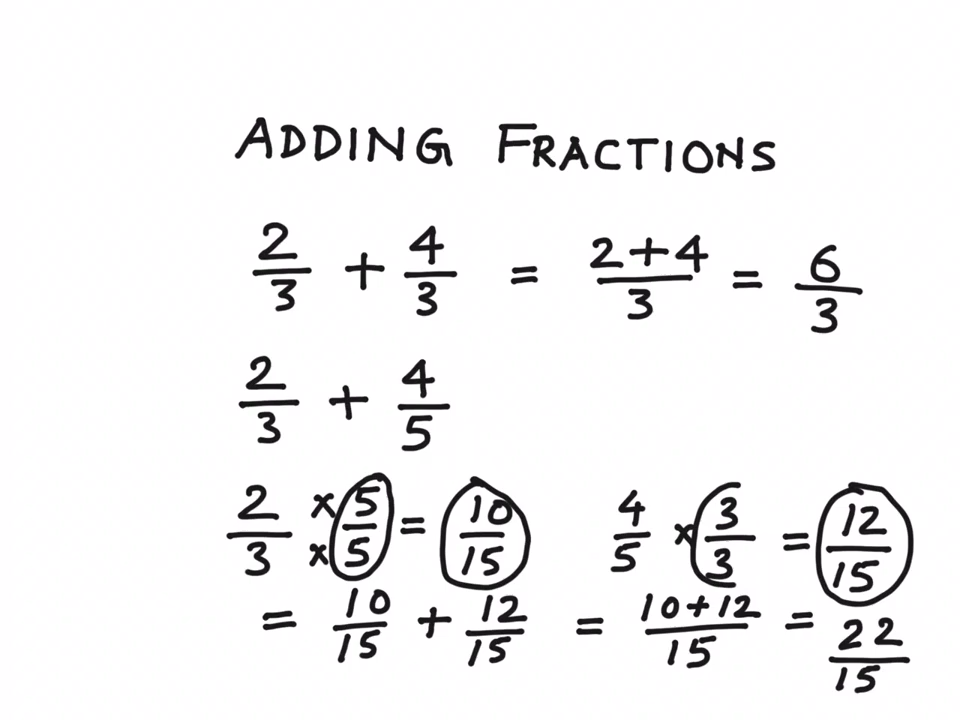 ADDING FRACTIONS
2/3 + 4/3 = 2+4/3 = 6/3
2/3 + 4/5
2/3 x 5/x 5 = 10/15 4/5 x 3/3 = 12/15
= 10/15 + 12/15 = 10+12/15 = 22/15